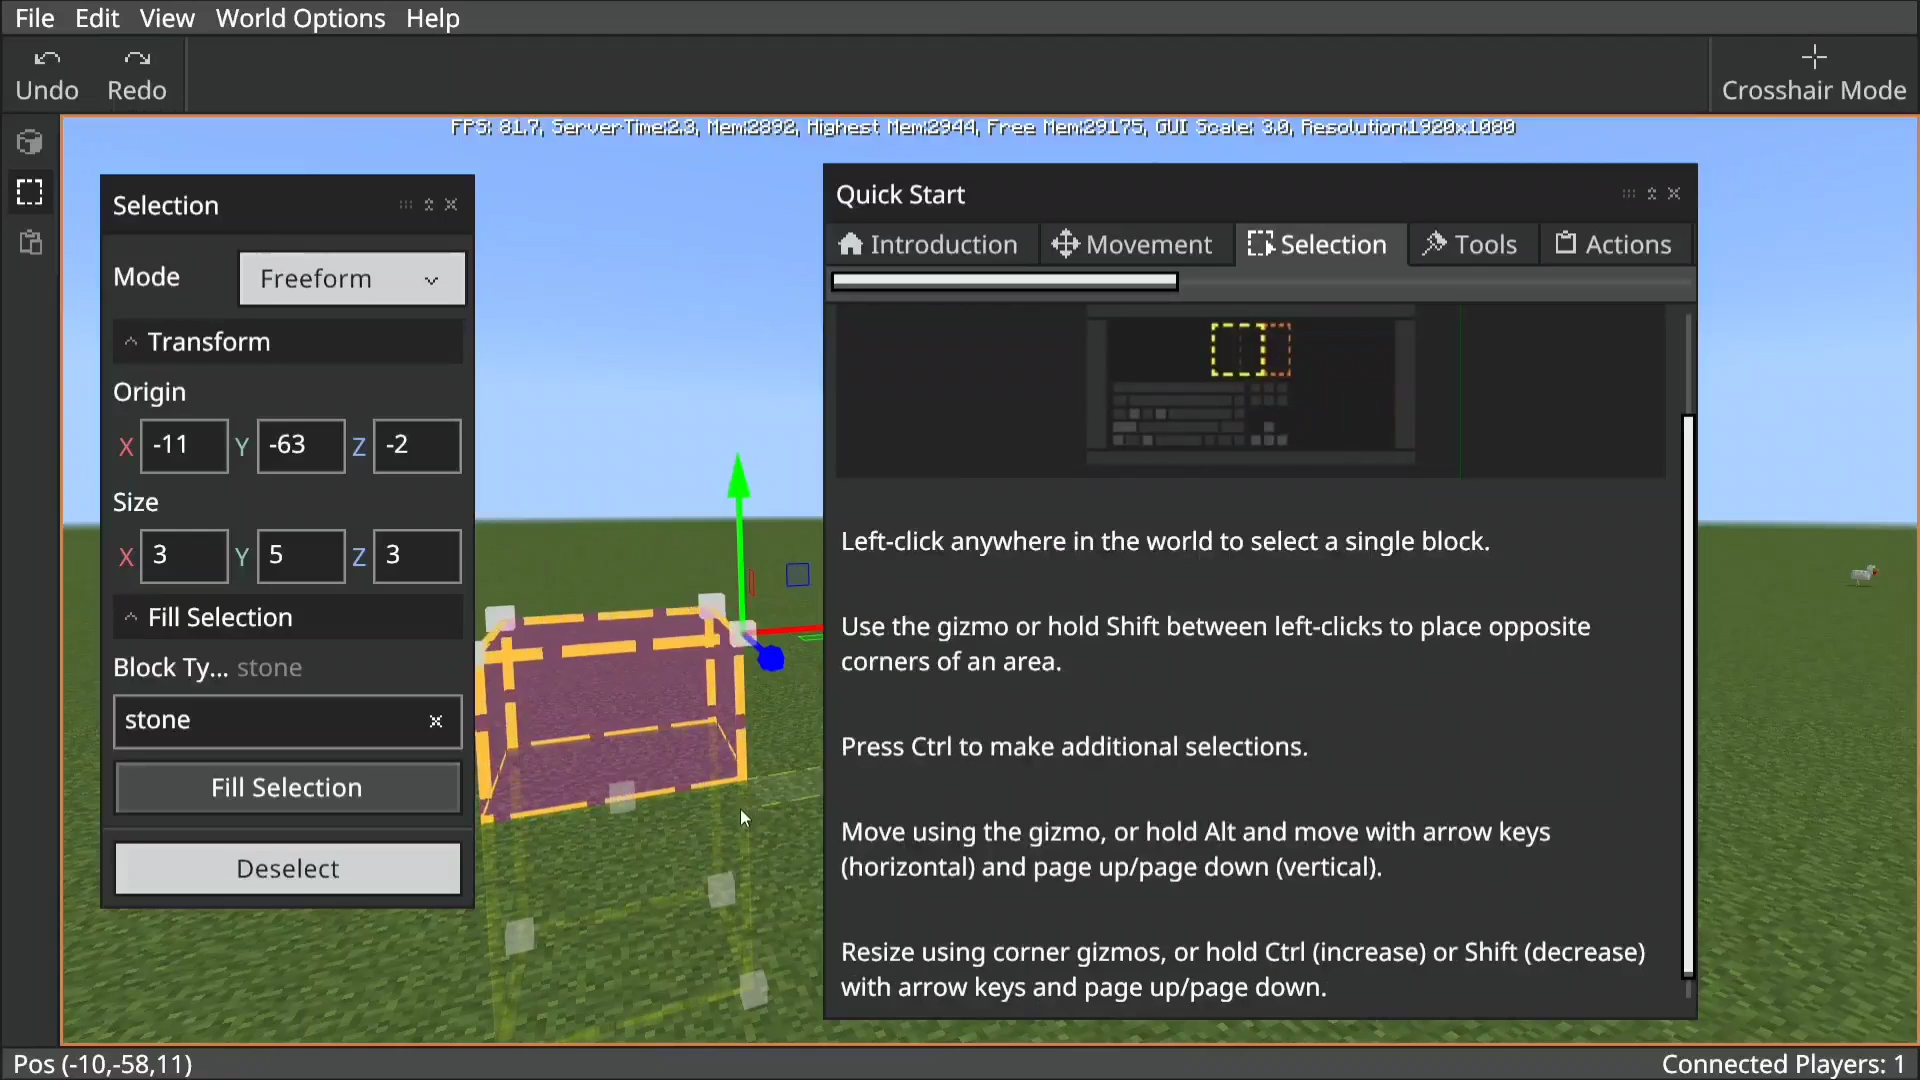 File Edit View World Options Help
Undo Redo Crosshair Mode
FPS: 81.7, ServerTime:2.3, Mem:2892, Highest Mem:2944, Free Mem:29175, GUI Scale: 3.0, Resolution:1920x1080
Selection
Mode Freeform
Transform
Origin
X -11 Y -63 Z -2
Size
X 3 Y 5 Z 3
Fill Selection
Block Ty... stone
stone
Fill Selection
Deselect
Quick Start
Introduction Movement Selection Tools Actions
Left-click anywhere in the world to select a single block.
Use the gizmo or hold Shift between left-clicks to place opposite
corners of an area.
Press Ctrl to make additional selections.
Move using the gizmo, or hold Alt and move with arrow keys
(horizontal) and page up/page down (vertical).
Resize using corner gizmos, or hold Ctrl (increase) or Shift (decrease)
with arrow keys and page up/page down.
Pos (-10,-58,11)
Connected Players: 1